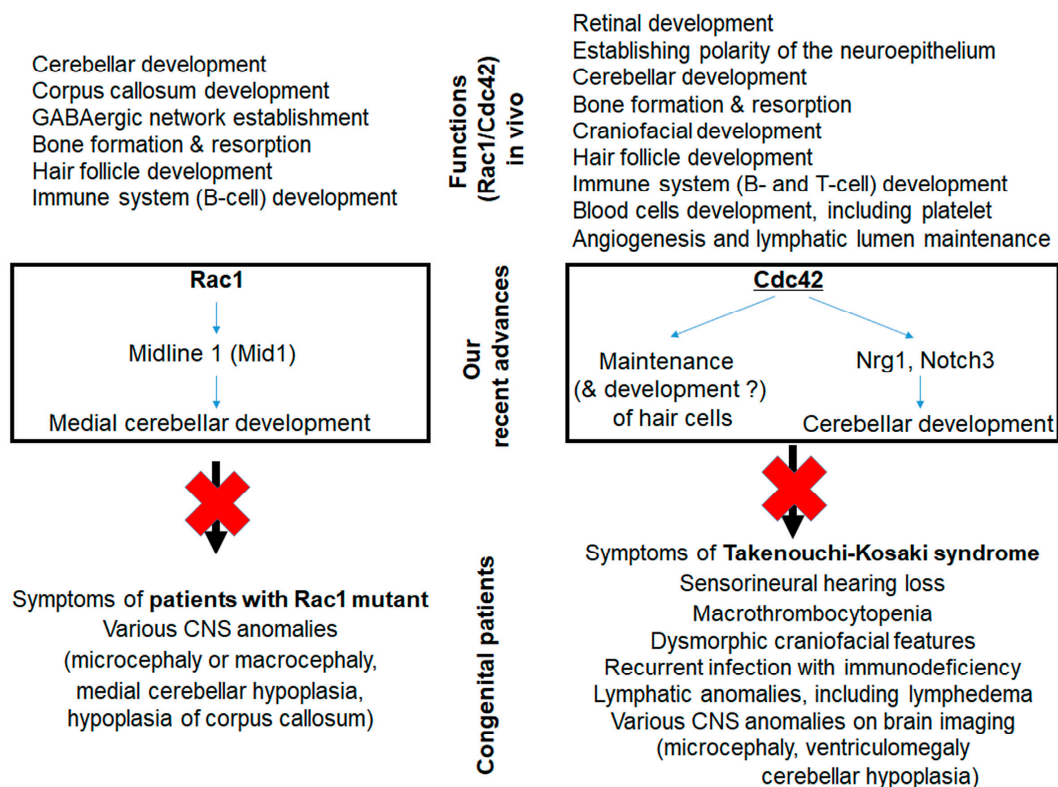 Cerebellar development
Corpus callosum development
GABAergic network establishment
Bone formation & resorption
Hair follicle development
Immune system (B-cell) development
Functions
(Rac1/Cdc42)
in vivo
Retinal development
Establishing polarity of the neuroepithelium
Cerebellar development
Bone formation & resorption
Craniofacial development
Hair follicle development
Immune system (B- and T-cell) development
Blood cells development, including platelet
Angiogenesis and lymphatic lumen maintenance
Rac1
Midline 1 (Mid1)
Medial cerebellar development
Our
recent advances
Cdc42
Maintenance
(& development ?)
of hair cells
Nrg1, Notch3
Cerebellar development
Symptoms of patients with Rac1 mutant
Various CNS anomalies
(microcephaly or macrocephaly,
medial cerebellar hypoplasia,
hypoplasia of corpus callosum)
Congenital patients
Symptoms of Takenouchi-Kosaki syndrome
Sensorineural hearing loss
Macrothrombocytopenia
Dysmorphic craniofacial features
Recurrent infection with immunodeficiency
Lymphatic anomalies, including lymphedema
Various CNS anomalies on brain imaging
(microcephaly, ventriculomegaly
cerebellar hypoplasia)